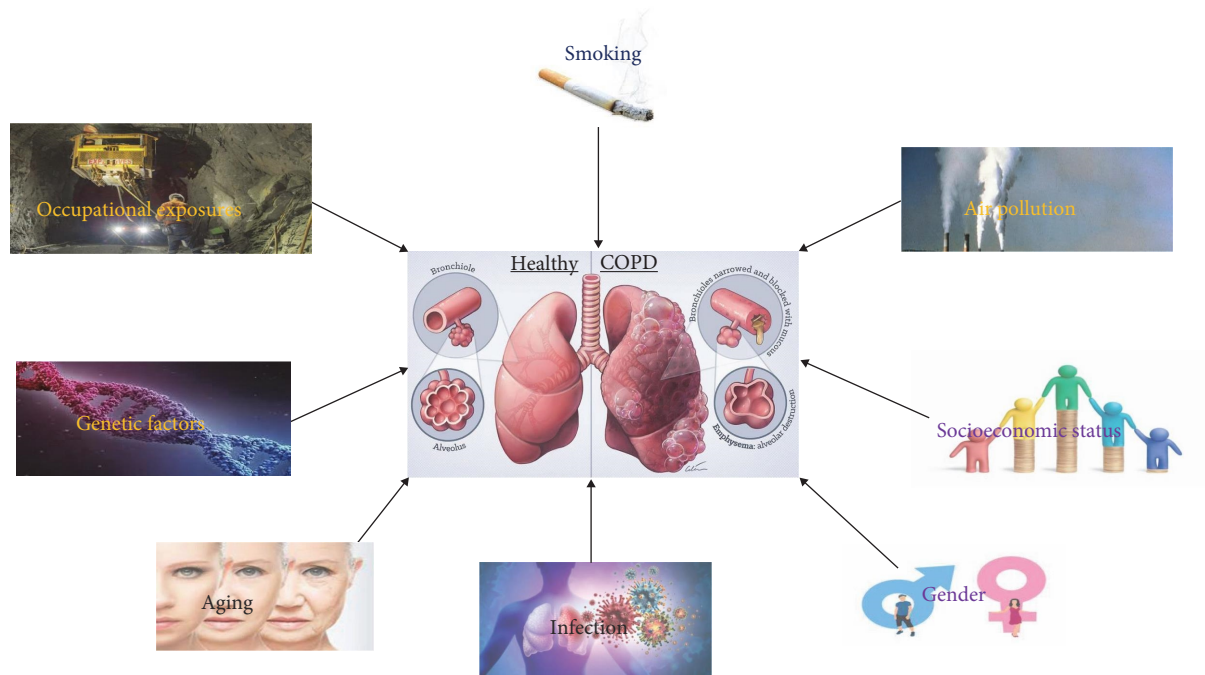 Smoking
Occupational exposures
Air pollution
Healthy
COPD
Bronchiole
Bronchioles narrowed and blocked with mucous
Alveolus
Emphysema: alveolar destruction
Genetic factors
Socioeconomic status
Aging
Infection
Gender